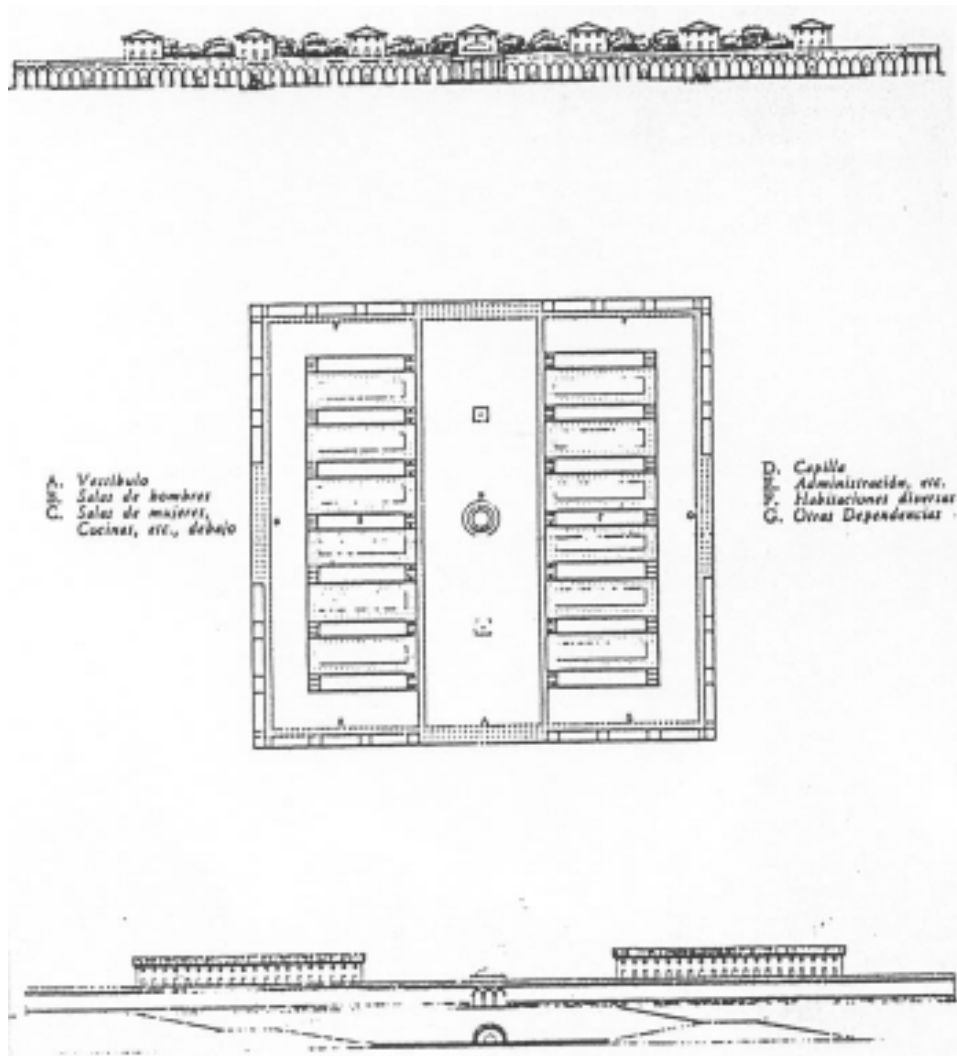 A. Vestíbulo
B. Salas de hombres
C. Salas de mujeres,
Cocinas, etc., debajo
D. Capilla
Administración, etc.
F. Habitaciones diversas
G. Otras Dependencias